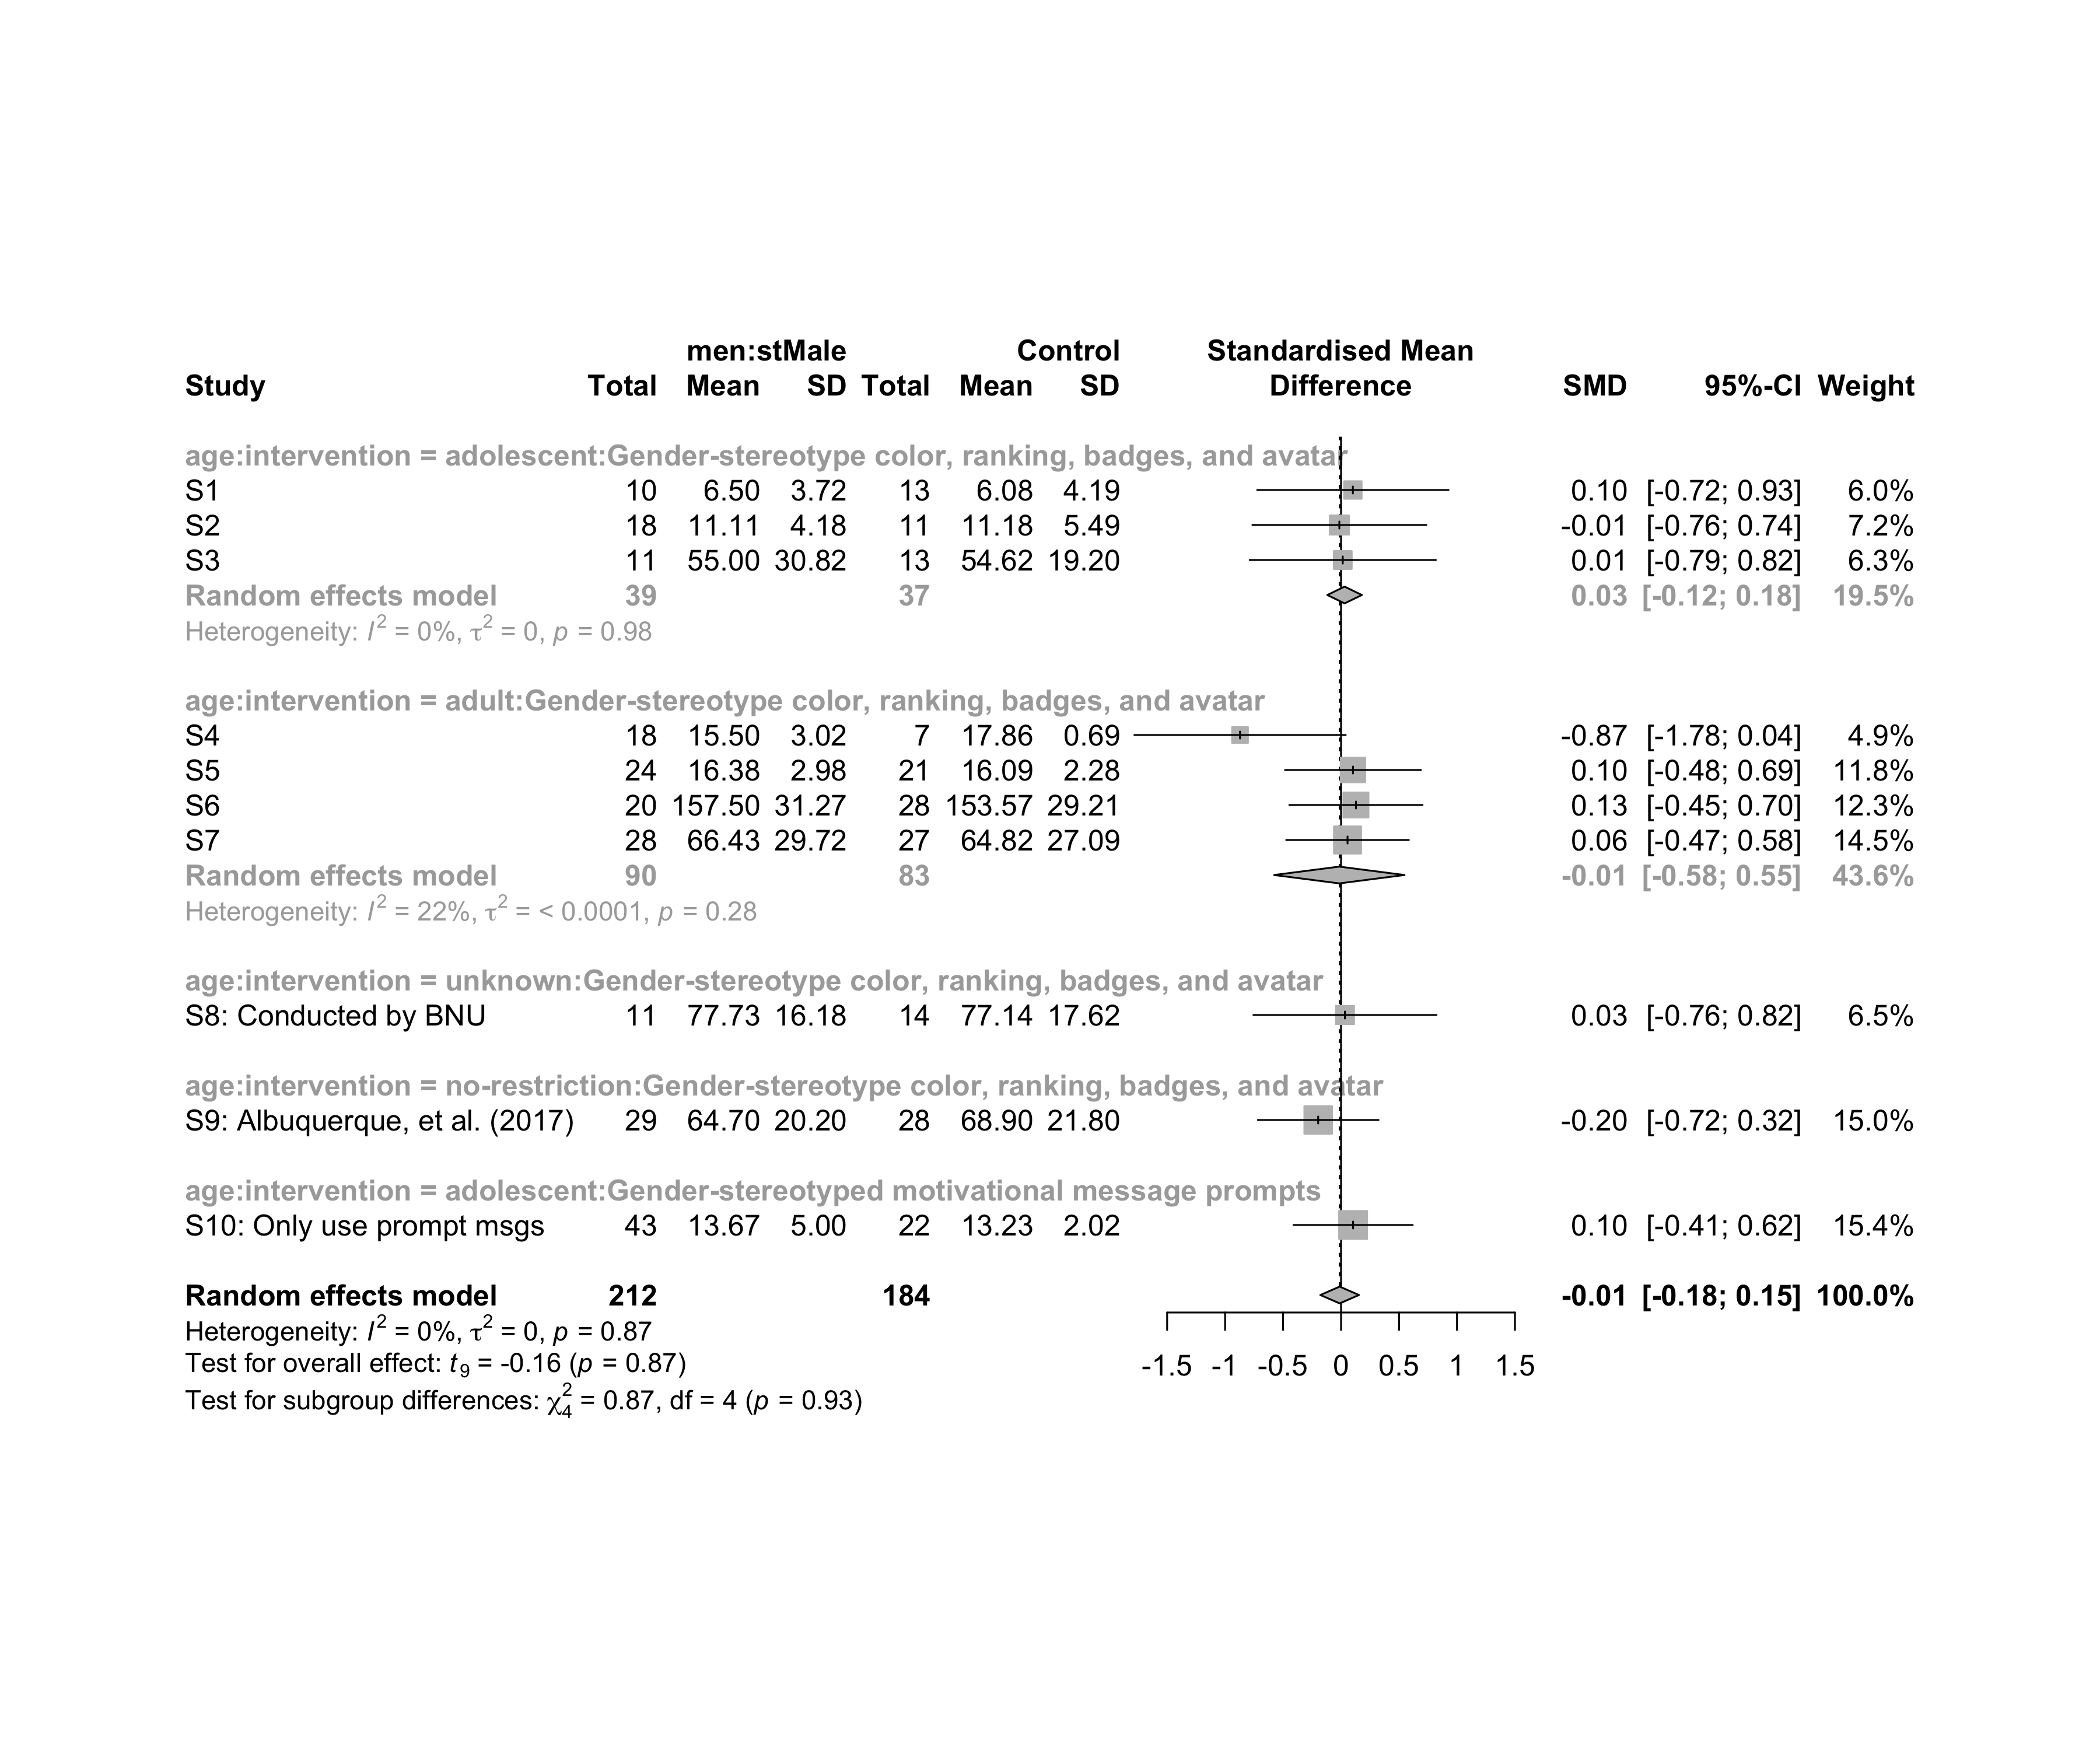 men:stMale Control Standardised Mean
Study Total Mean SD Total Mean SD Difference SMD 95%-CI Weight
age:intervention = adolescent:Gender-stereotype color, ranking, badges, and avatar
S1 10 6.50 3.72 13 6.08 4.19 0.10 [-0.72; 0.93] 6.0%
S2 18 11.11 4.18 11 11.18 5.49 -0.01 [-0.76; 0.74] 7.2%
S3 11 55.00 30.82 13 54.62 19.20 0.01 [-0.79; 0.82] 6.3%
Random effects model 39 37 0.03 [-0.12; 0.18] 19.5%
Heterogeneity: I² = 0%, τ² = 0, p = 0.98
age:intervention = adult:Gender-stereotype color, ranking, badges, and avatar
S4 18 15.50 3.02 7 17.86 0.69 -0.87 [-1.78; 0.04] 4.9%
S5 24 16.38 2.98 21 16.09 2.28 0.10 [-0.48; 0.69] 11.8%
S6 20 157.50 31.27 28 153.57 29.21 0.13 [-0.45; 0.70] 12.3%
S7 28 66.43 29.72 27 64.82 27.09 0.06 [-0.47; 0.58] 14.5%
Random effects model 90 83 -0.01 [-0.58; 0.55] 43.6%
Heterogeneity: I² = 22%, τ² = < 0.0001, p = 0.28
age:intervention = unknown:Gender-stereotype color, ranking, badges, and avatar
S8: Conducted by BNU 11 77.73 16.18 14 77.14 17.62 0.03 [-0.76; 0.82] 6.5%
age:intervention = no-restriction:Gender-stereotype color, ranking, badges, and avatar
S9: Albuquerque, et al. (2017) 29 64.70 20.20 28 68.90 21.80 -0.20 [-0.72; 0.32] 15.0%
age:intervention = adolescent:Gender-stereotyped motivational message prompts
S10: Only use prompt msgs 43 13.67 5.00 22 13.23 2.02 0.10 [-0.41; 0.62] 15.4%
Random effects model 212 184 -0.01 [-0.18; 0.15] 100.0%
Heterogeneity: I² = 0%, τ² = 0, p = 0.87
Test for overall effect: t₉ = -0.16 (p = 0.87)
-1.5 -1 -0.5 0 0.5 1 1.5
Test for subgroup differences: χ²₄ = 0.87, df = 4 (p = 0.93)